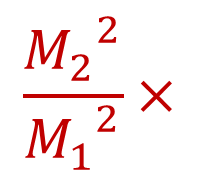 M₂²
M₁² ×